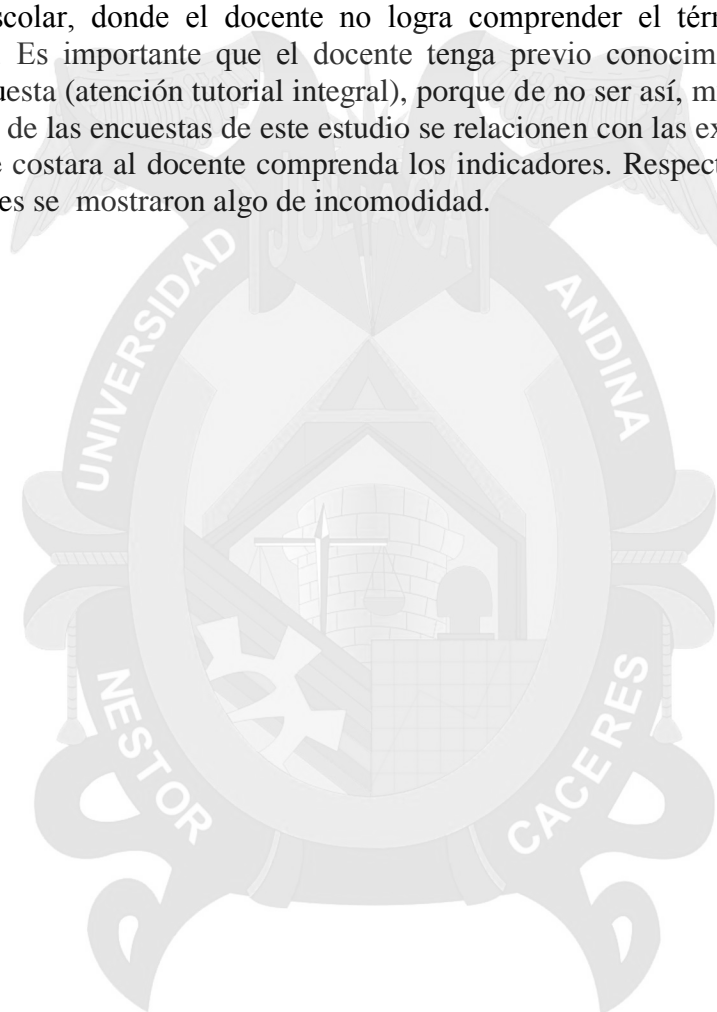 scolar, donde el docente no logra comprender el térm
Es importante que el docente tenga previo conocim
uesta (atención tutorial integral), porque de no ser así, m
de las encuestas de este estudio se relacionen con las ex
e costara al docente comprenda los indicadores. Respect
es se mostraron algo de incomodidad.
JULIACA
UNIVERSIDAD
ANDINA
NESTOR
CACERES